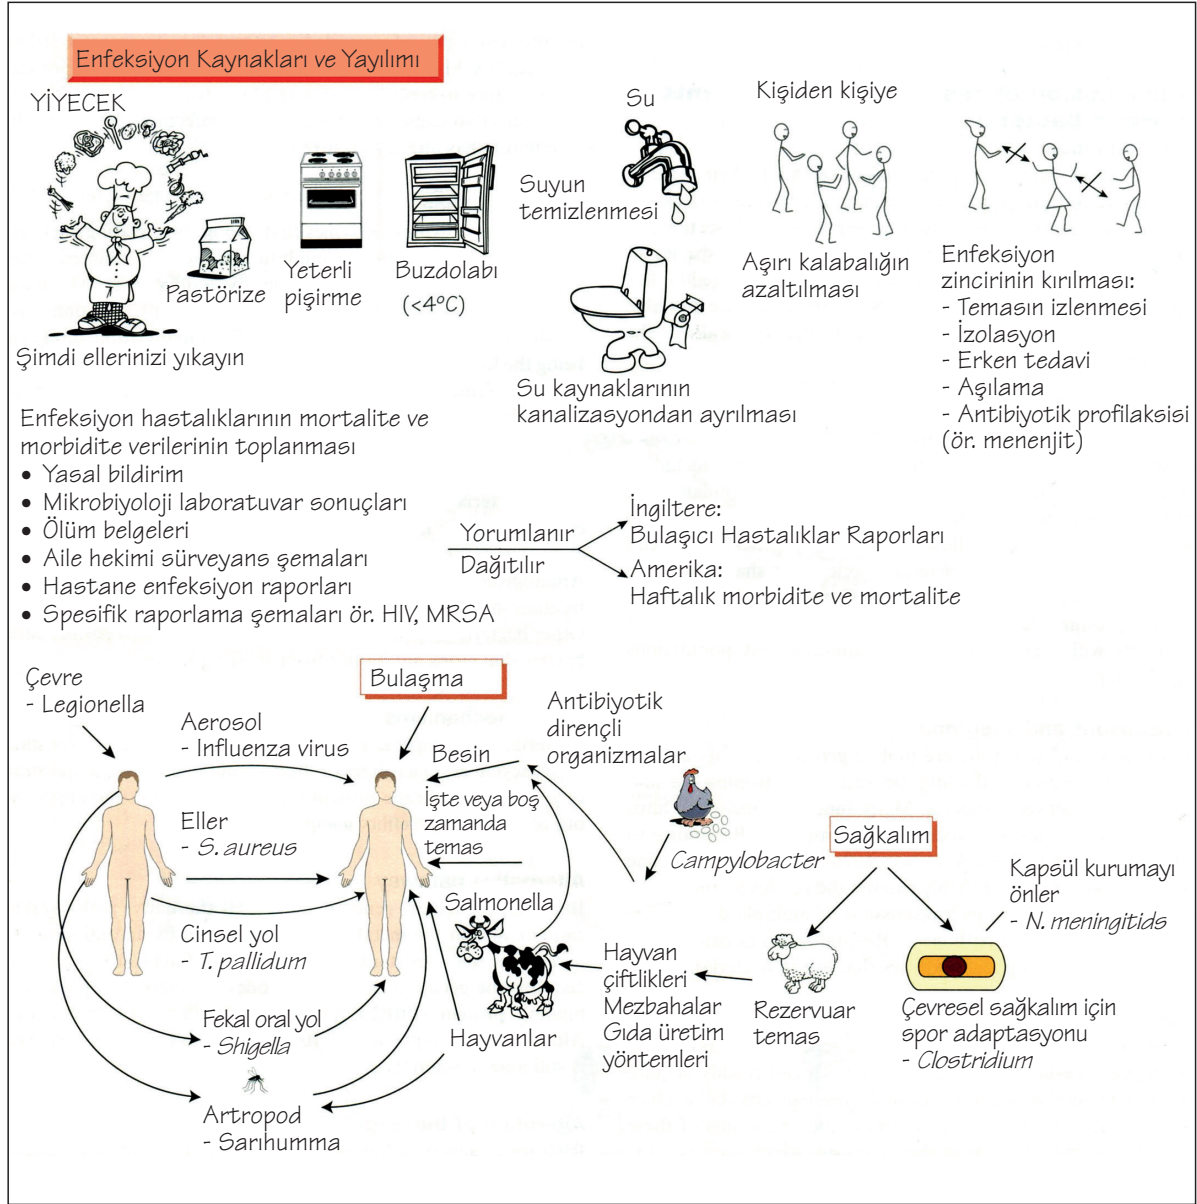 Enfeksiyon Kaynakları ve Yayılımı
YİYECEK
Pastörize
Yeterli
pişirme
Buzdolabı
(<4°C)
Şimdi ellerinizi yıkayın
Su
Suyun
temizlenmesi
Su kaynaklarının
kanalizasyondan ayrılması
Kişiden kişiye
Aşırı kalabalığın
azaltılması
Enfeksiyon
zincirinin kırılması:
- Temasın izlenmesi
- İzolasyon
- Erken tedavi
- Aşılama
- Antibiyotik profilaksisi
(ör. menenjit)
Enfeksiyon hastalıklarının mortalite ve
morbidite verilerinin toplanması
• Yasal bildirim
• Mikrobiyoloji laboratuvar sonuçları
• Ölüm belgeleri
• Aile hekimi sürveyans şemaları
• Hastane enfeksiyon raporları
• Spesifik raporlama şemaları ör. HIV, MRSA
Yorumlanır
Dağıtılır
İngiltere:
Bulaşıcı Hastalıklar Raporları
Amerika:
Haftalık morbidite ve mortalite
Çevre
- Legionella
Bulaşma
Aerosol
- Influenza virus
Eller
- S. aureus
Cinsel yol
- T. pallidum
Fekal oral yol
- Shigella
Artropod
- Sarıhumma
Besin
İşte veya boş
zamanda
temas
Salmonella
Hayvanlar
Antibiyotik
dirençli
organizmalar
Campylobacter
Hayvan
çiftlikleri
Mezbahalar
Gıda üretim
yöntemleri
Sağkalım
Rezervuar
temas
Kapsül kurumayı
önler
- N. meningitids
Çevresel sağkalım için
spor adaptasyonu
- Clostridium